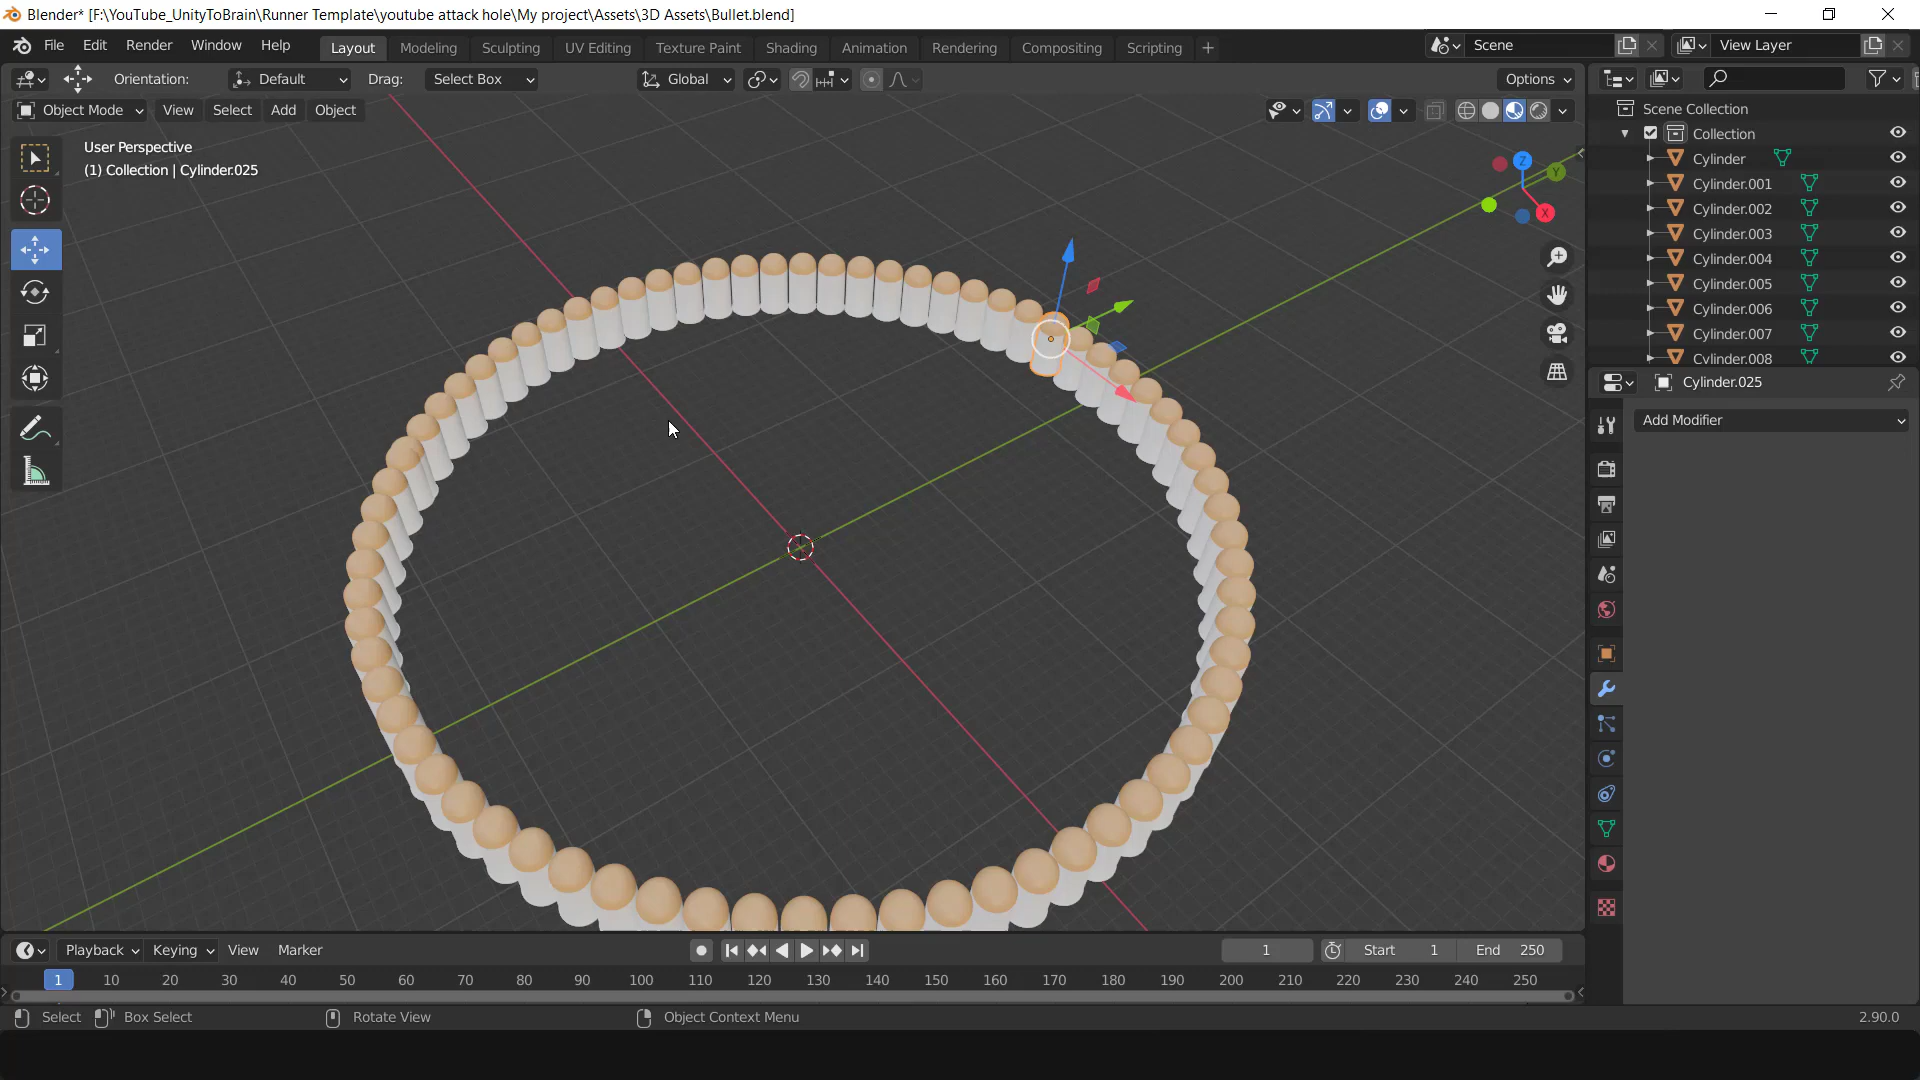 Blender* [F:\YouTube_UnityToBrain\Runner Template\youtube attack hole\My project\Assets\3D Assets\Bullet.blend]
File Edit Render Window Help Layout Modeling Sculpting UV Editing Texture Paint Shading Animation Rendering Compositing Scripting + Scene View Layer
Orientation: Default Drag: Select Box Global Options
Object Mode View Select Add Object
User Perspective
(1) Collection | Cylinder.025
Z
Y
X
Scene Collection
Collection
Cylinder
Cylinder.001
Cylinder.002
Cylinder.003
Cylinder.004
Cylinder.005
Cylinder.006
Cylinder.007
Cylinder.008
Cylinder.025
Add Modifier
Playback Keying View Marker 1 Start 1 End 250
1 10 20 30 40 50 60 70 80 90 100 110 120 130 140 150 160 170 180 190 200 210 220 230 240 250
Select Box Select Rotate View Object Context Menu 2.90.0